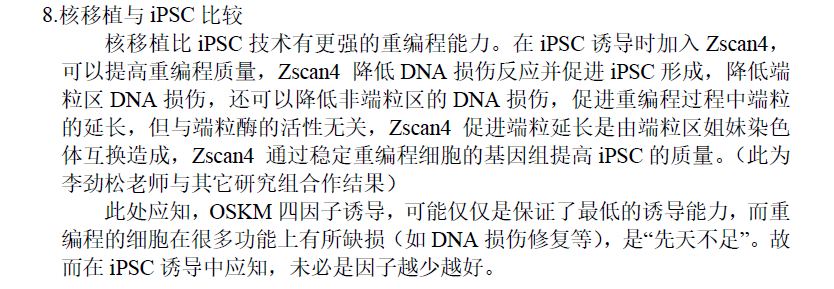 8.核移植与 iPSC 比较
核移植比 iPSC 技术有更强的重编程能力。在 iPSC 诱导时加入 Zscan4，
可以提高重编程质量，Zscan4 降低 DNA 损伤反应并促进 iPSC 形成，降低端
粒区 DNA 损伤，还可以降低非端粒区的 DNA 损伤，促进重编程过程中端粒
的延长，但与端粒酶的活性无关，Zscan4 促进端粒延长是由端粒区姐妹染色
体互换造成，Zscan4 通过稳定重编程细胞的基因组提高 iPSC 的质量。（此为
李劲松老师与其它研究组合作结果）
此处应知，OSKM 四因子诱导，可能仅仅是保证了最低的诱导能力，而重
编程的细胞在很多功能上有所缺损（如 DNA 损伤修复等），是“先天不足”。故
而在 iPSC 诱导中应知，未必是因子越少越好。